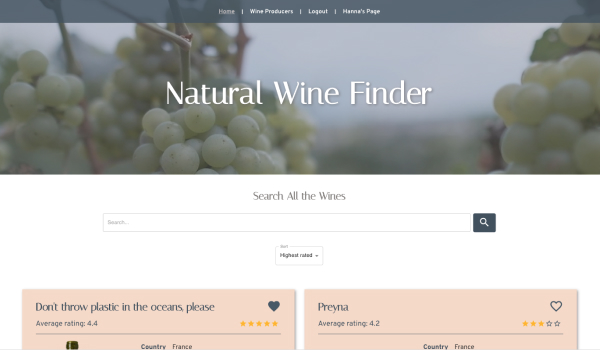 Home | Wine Producers | Logout | Hanna's Page
Natural Wine Finder
Search All the Wines
Search...
Sort
Highest rated
Don't throw plastic in the oceans, please
Average rating: 4.4
Country France
Preyna
Average rating: 4.2
Country France